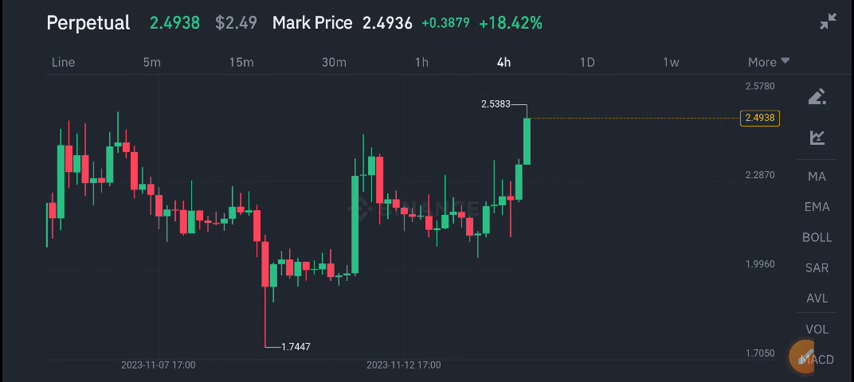 Perpetual 2.4938 $2.49 Mark Price 2.4936 +0.3879 +18.42%
Line 5m 15m 30m 1h 4h 1D 1w More
2.5780
2.5383
2.4938
MA
2.2870
EMA
BINANCE
BOLL
1.9960
SAR
AVL
VOL
1.7447
1.7050
MACD
2023-11-07 17:00 2023-11-12 17:00